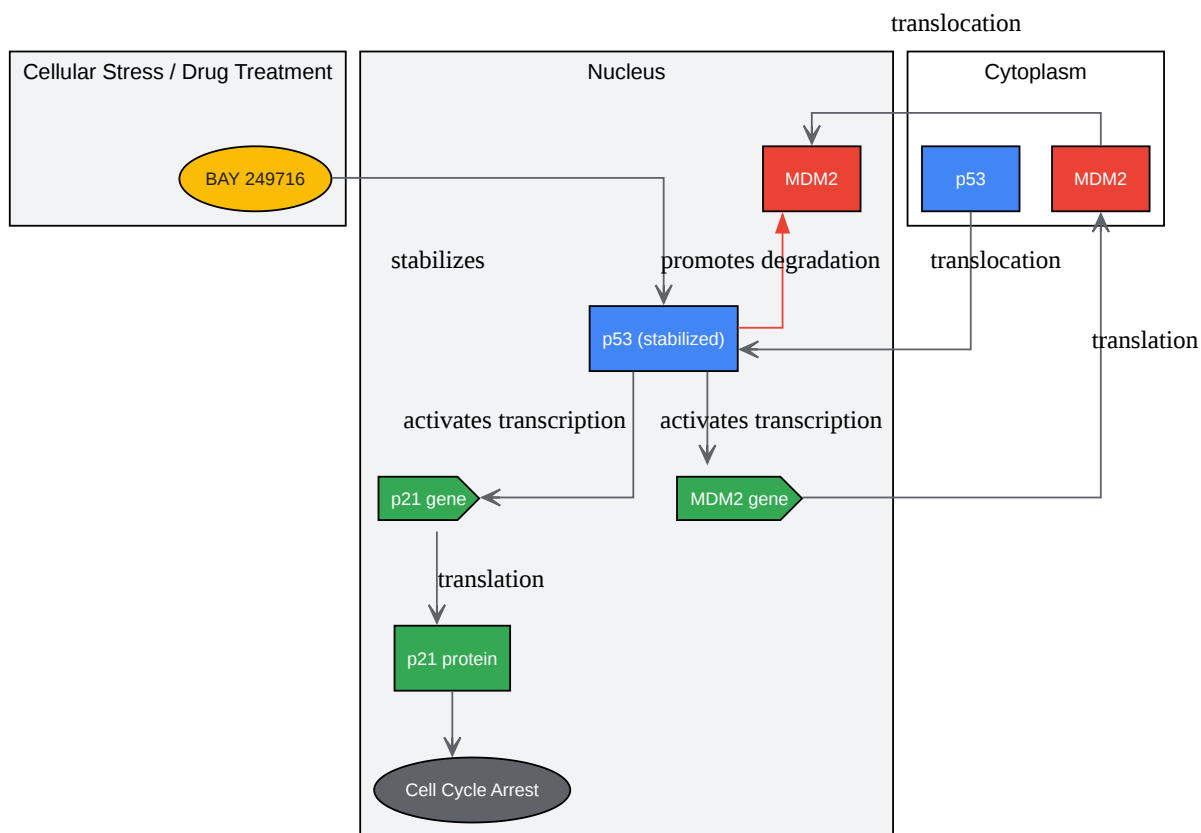 translocation
Cellular Stress / Drug Treatment
Nucleus
Cytoplasm
BAY 249716
MDM2
p53
MDM2
stabilizes
promotes degradation
translocation
p53 (stabilized)
translation
activates transcription
activates transcription
p21 gene
MDM2 gene
translation
p21 protein
Cell Cycle Arrest